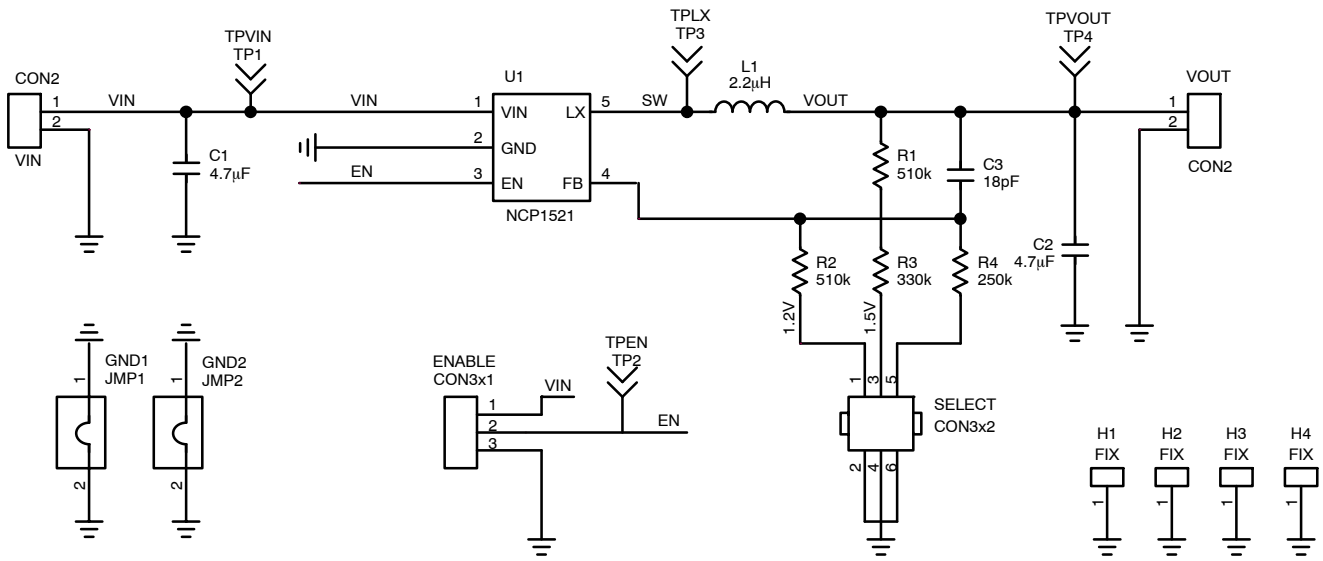 TPVIN
TP1
TPLX
TP3
TPVOUT
TP4
CON2
1
2
VIN
VIN
VIN
C1
4.7μF
U1
1
VIN
LX
5
2
GND
3
EN
FB
4
EN
NCP1521
SW
L1
2.2μH
VOUT
R1
510k
C3
18pF
VOUT
1
2
CON2
R2
510k
R3
330k
R4
250k
C2
4.7μF
1.2V
1.5V
GND1
JMP1
1
2
GND2
JMP2
1
2
ENABLE
CON3x1
1
2
3
VIN
TPEN
TP2
EN
1
3
5
SELECT
CON3x2
2
4
6
H1
FIX
1
H2
FIX
1
H3
FIX
1
H4
FIX
1